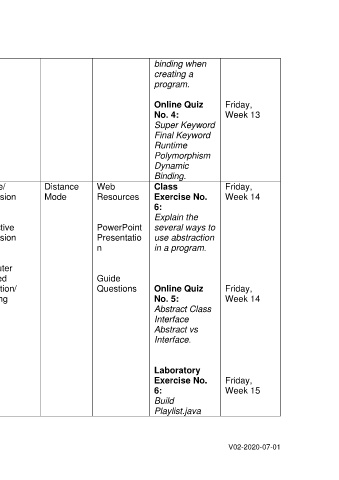 binding when
creating a
program.
Online Quiz
No. 4:
Super Keyword
Final Keyword
Runtime
Polymorphism
Dynamic
Binding.
Friday,
Week 13
e/
sion
tive
sion
uter
ed
tion/
ng
Distance
Mode
Web
Resources
PowerPoint
Presentatio
n
Guide
Questions
Class
Exercise No.
6:
Explain the
several ways to
use abstraction
in a program.
Friday,
Week 14
Online Quiz
No. 5:
Abstract Class
Interface
Abstract vs
Interface.
Friday,
Week 14
Laboratory
Exercise No.
6:
Build
Playlist.java
Friday,
Week 15
V02-2020-07-01